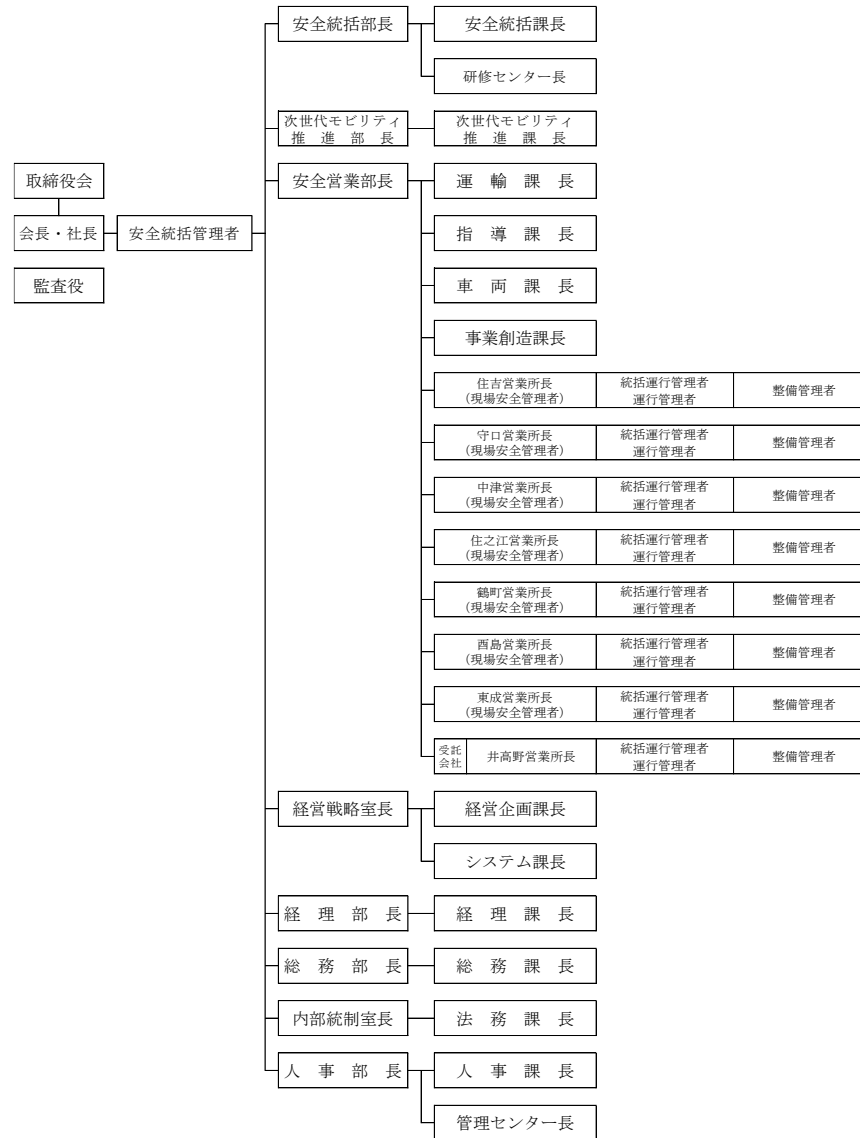 安全統括部長
安全統括課長
研修センター長
次世代モビリティ
推進部長
次世代モビリティ
推進課長
取締役会
会長・社長
監査役
安全統括管理者
安全営業部長
運輸課長
指導課長
車両課長
事業創造課長
住吉営業所長
(現場安全管理者)
統括運行管理者
運行管理者
整備管理者
守口営業所長
(現場安全管理者)
統括運行管理者
運行管理者
整備管理者
中津営業所長
(現場安全管理者)
統括運行管理者
運行管理者
整備管理者
住之江営業所長
(現場安全管理者)
統括運行管理者
運行管理者
整備管理者
鶴町営業所長
(現場安全管理者)
統括運行管理者
運行管理者
整備管理者
酉島営業所長
(現場安全管理者)
統括運行管理者
運行管理者
整備管理者
東成営業所長
(現場安全管理者)
統括運行管理者
運行管理者
整備管理者
受託
会社
井高野営業所長
統括運行管理者
運行管理者
整備管理者
経営戦略室長
経営企画課長
システム課長
経理部長
経理課長
総務部長
総務課長
内部統制室長
法務課長
人事部長
人事課長
管理センター長